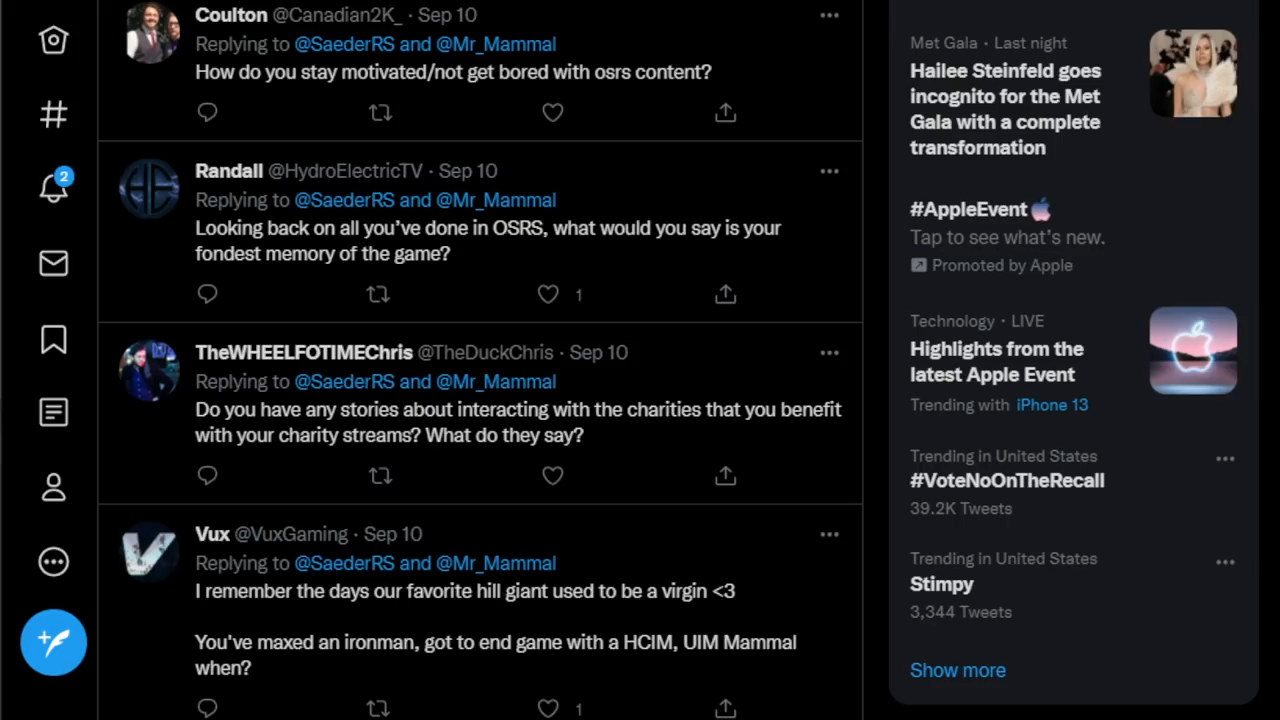 Coulton @Canadian2K_ · Sep 10
Replying to @SaederRS and @Mr_Mammal
How do you stay motivated/not get bored with osrs content?
Randall @HydroElectricTV · Sep 10
Replying to @SaederRS and @Mr_Mammal
Looking back on all you’ve done in OSRS, what would you say is your
fondest memory of the game?
1
TheWHEELFOTIMEChris @TheDuckChris · Sep 10
Replying to @SaederRS and @Mr_Mammal
Do you have any stories about interacting with the charities that you benefit
with your charity streams? What do they say?
Vux @VuxGaming · Sep 10
Replying to @SaederRS and @Mr_Mammal
I remember the days our favorite hill giant used to be a virgin <3
You've maxed an ironman, got to end game with a HCIM, UIM Mammal
when?
1
2
Met Gala · Last night
Hailee Steinfeld goes
incognito for the Met
Gala with a complete
transformation
#AppleEvent
Tap to see what’s new.
Promoted by Apple
Technology · LIVE
Highlights from the
latest Apple Event
Trending with iPhone 13
Trending in United States
#VoteNoOnTheRecall
39.2K Tweets
Trending in United States
Stimpy
3,344 Tweets
Show more